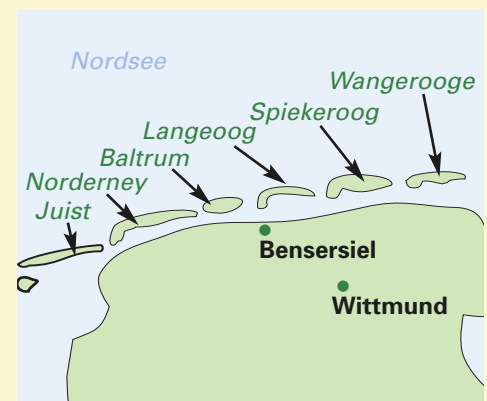 Nordsee
Wangerooge
Spiekeroog
Langeoog
Baltrum
Norderney
Juist
Bensersiel
Wittmund